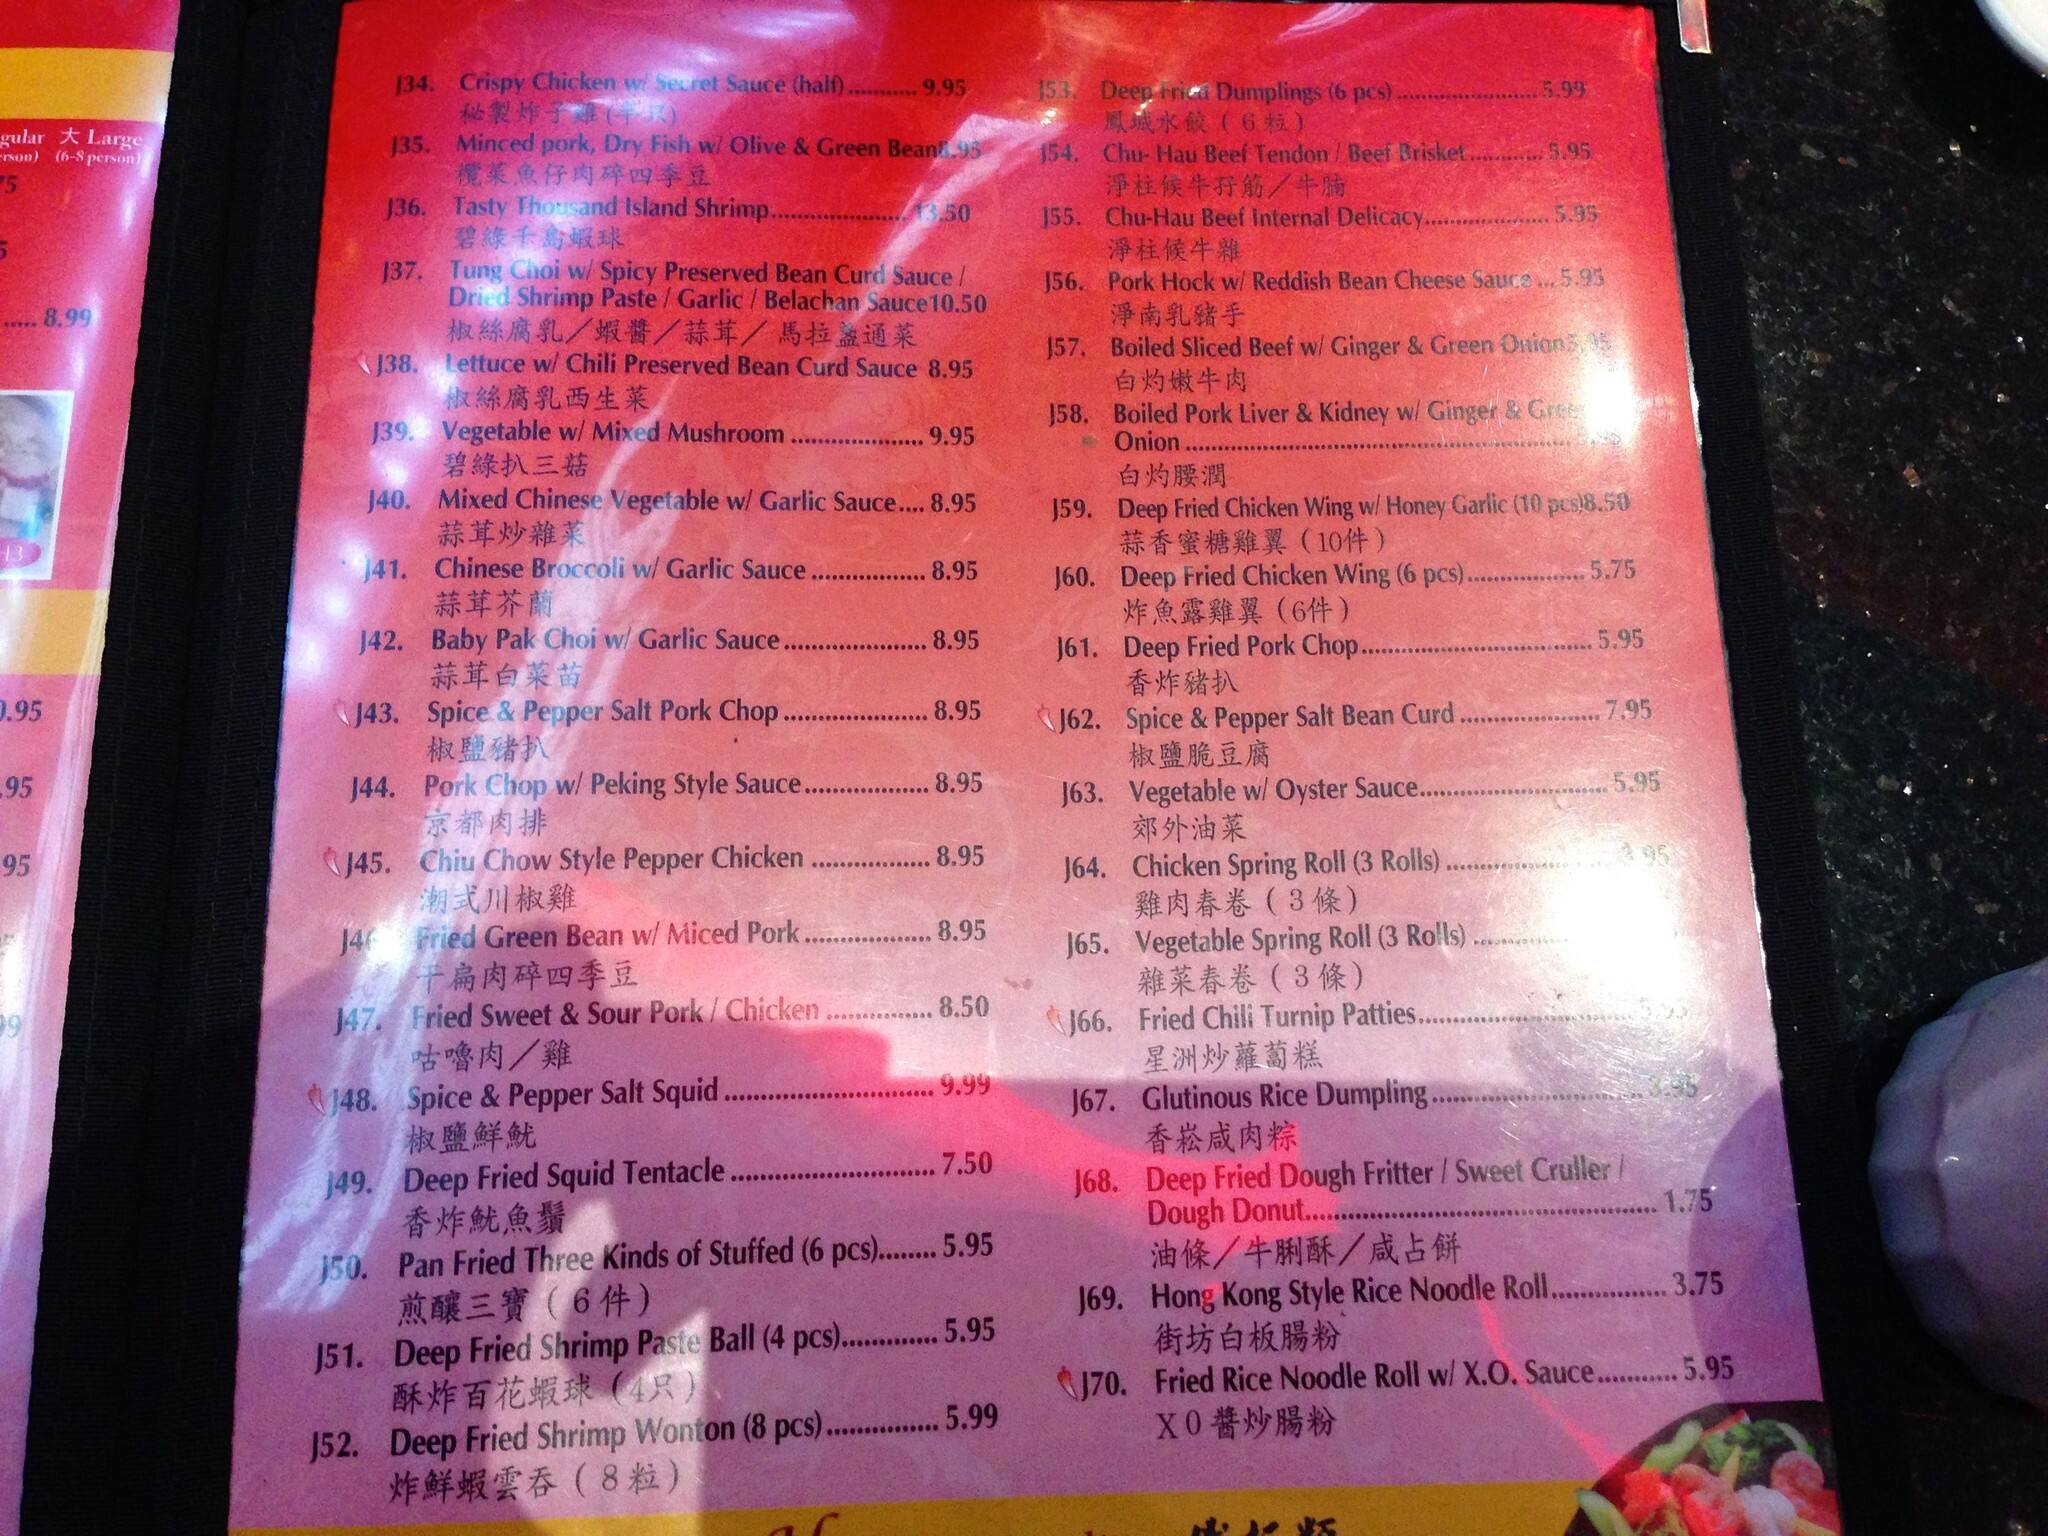 gular 大 Large
erson) (6-8 person)
..... 8.99
J34. Crispy Chicken w/ Secret Sauce (half) ............ 9.95
秘製炸子雞 (半只)
J35. Minced pork, Dry Fish w/ Olive & Green Bean8.95
欖菜魚仔肉碎四季豆
J36. Tasty Thousand Island Shrimp....................... 13.50
碧綠千島蝦球
J37. Tung Choi w/ Spicy Preserved Bean Curd Sauce /
Dried Shrimp Paste / Garlic / Belachan Sauce10.50
椒絲腐乳／蝦醬／蒜茸／馬拉盞通菜
J38. Lettuce w/ Chili Preserved Bean Curd Sauce 8.95
椒絲腐乳西生菜
J39. Vegetable w/ Mixed Mushroom ...................... 9.95
碧綠扒三菇
J40. Mixed Chinese Vegetable w/ Garlic Sauce.... 8.95
蒜茸炒雜菜
J41. Chinese Broccoli w/ Garlic Sauce ................... 8.95
蒜茸芥蘭
J42. Baby Pak Choi w/ Garlic Sauce ........................ 8.95
蒜茸白菜苗
J43. Spice & Pepper Salt Pork Chop ........................ 8.95
椒鹽豬扒
J44. Pork Chop w/ Peking Style Sauce..................... 8.95
京都肉排
J45. Chiu Chow Style Pepper Chicken .................... 8.95
潮式川椒雞
J46. Fried Green Bean w/ Miced Pork..................... 8.95
干扁肉碎四季豆
J47. Fried Sweet & Sour Pork / Chicken .................. 8.50
咕嚕肉／雞
J48. Spice & Pepper Salt Squid ................................... 9.99
椒鹽鮮魷
J49. Deep Fried Squid Tentacle .................................. 7.50
香炸魷魚鬚
J50. Pan Fried Three Kinds of Stuffed (6 pcs)......... 5.95
煎釀三寶（6件）
J51. Deep Fried Shrimp Paste Ball (4 pcs).............. 5.95
酥炸百花蝦球（4只）
J52. Deep Fried Shrimp Wonton (8 pcs)................. 5.99
炸鮮蝦雲吞（8粒）
J53. Deep Fried Dumplings (6 pcs) ........................ 5.99
鳳城水餃（6粒）
J54. Chu- Hau Beef Tendon / Beef Brisket ............. 5.95
淨柱候牛孖筋／牛腩
J55. Chu-Hau Beef Internal Delicacy..................... 5.95
淨柱候牛雜
J56. Pork Hock w/ Reddish Bean Cheese Sauce ... 5.95
淨南乳豬手
J57. Boiled Sliced Beef w/ Ginger & Green Onion5.95
白灼嫩牛肉
J58. Boiled Pork Liver & Kidney w/ Ginger & Green
Onion ..................................................................
白灼腰潤
J59. Deep Fried Chicken Wing w/ Honey Garlic (10 pcs)8.50
蒜香蜜糖雞翼（10件）
J60. Deep Fried Chicken Wing (6 pcs)................... 5.75
炸魚露雞翼（6件）
J61. Deep Fried Pork Chop....................................... 5.95
香炸豬扒
J62. Spice & Pepper Salt Bean Curd ........................ 7.95
椒鹽脆豆腐
J63. Vegetable w/ Oyster Sauce............................... 5.95
郊外油菜
J64. Chicken Spring Roll (3 Rolls) ....................
雞肉春卷（3條）
J65. Vegetable Spring Roll (3 Rolls) ............
雜菜春卷（3條）
J66. Fried Chili Turnip Patties................................... 5.95
星洲炒蘿蔔糕
J67. Glutinous Rice Dumpling................................... 3.95
香崧咸肉粽
J68. Deep Fried Dough Fritter / Sweet Cruller /
Dough Donut......................................................... 1.75
油條／牛脷酥／咸占餅
J69. Hong Kong Style Rice Noodle Roll................. 3.75
街坊白板腸粉
J70. Fried Rice Noodle Roll w/ X.O. Sauce............ 5.95
XO醬炒腸粉